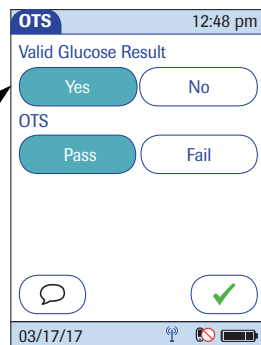 OTS 12:48 pm
Valid Glucose Result
Yes No
OTS
Pass Fail
03/17/17